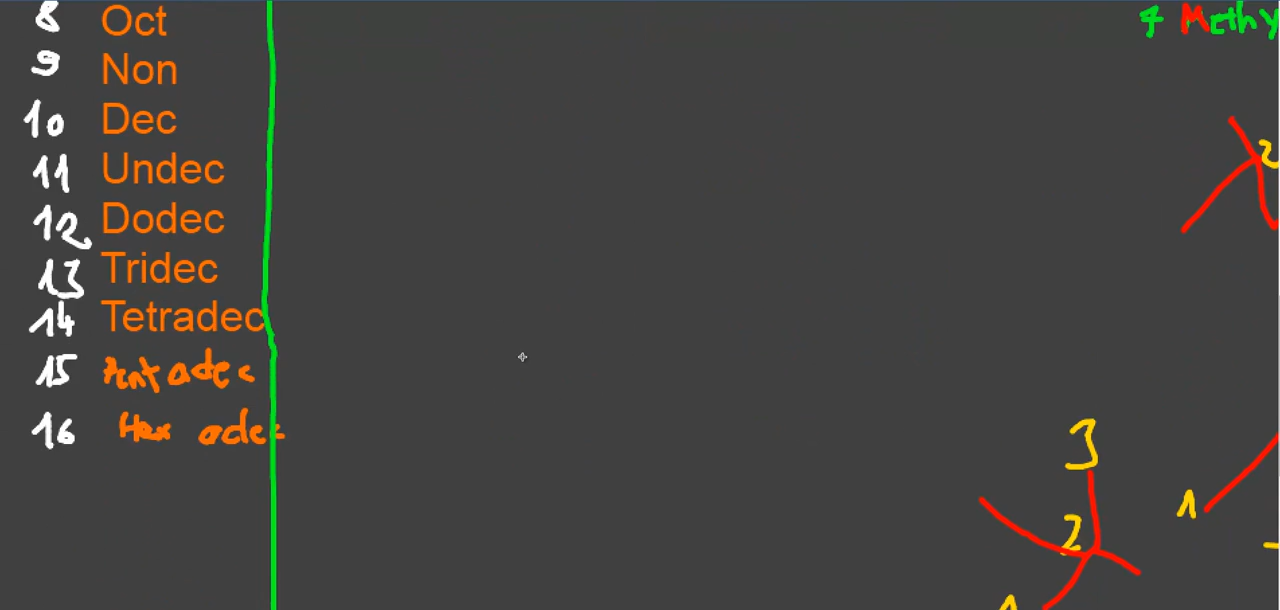 8 Oct
9 Non
10 Dec
11 Undec
12 Dodec
13 Tridec
14 Tetradec
15 Pentadec
16 Hexadec
4 Methy
2
3
1
2
1